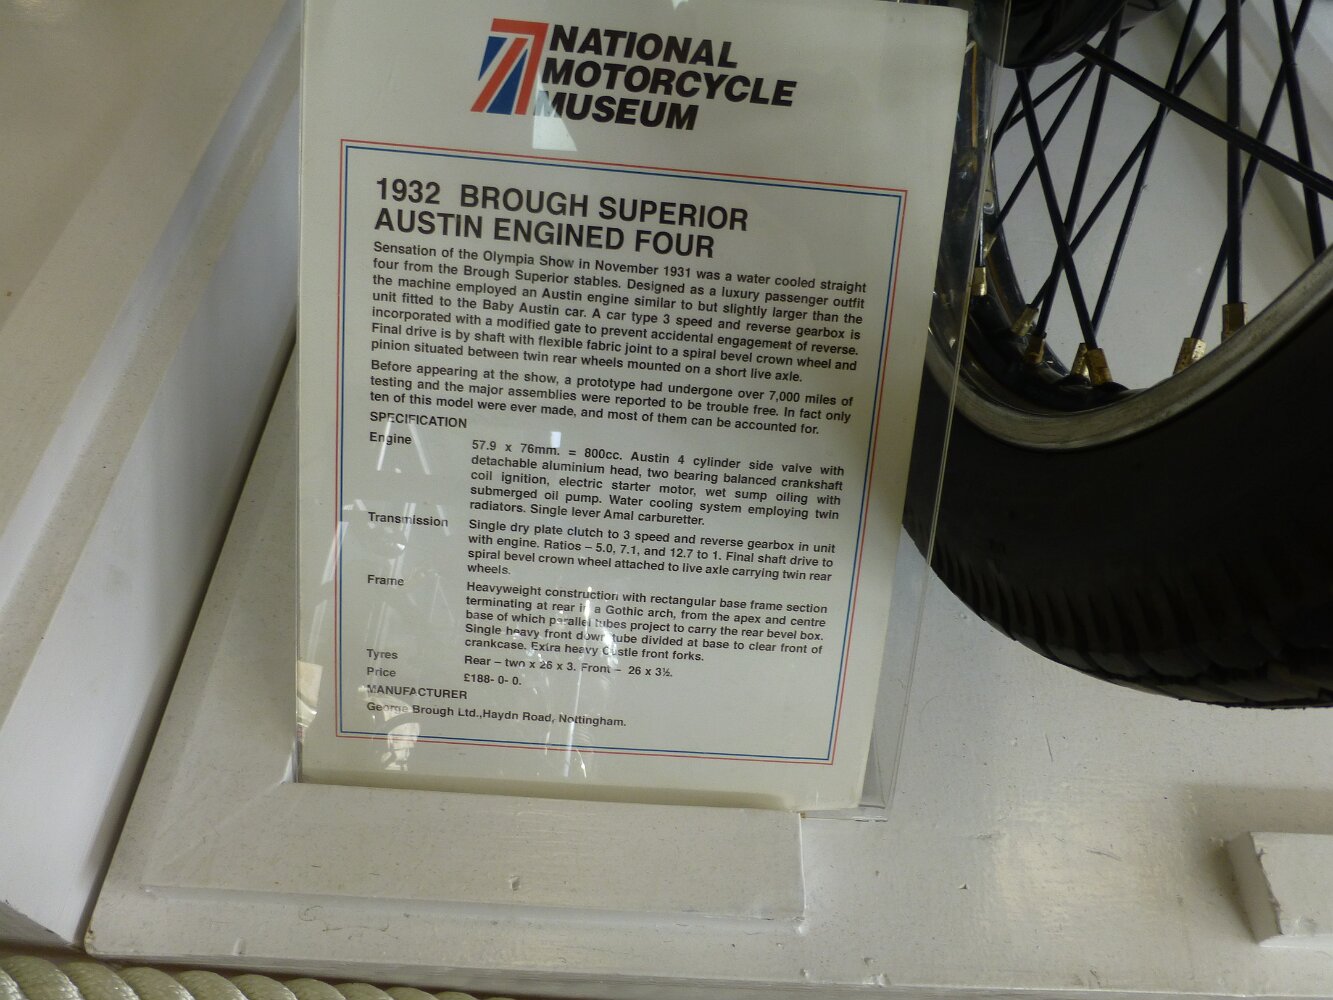 NATIONAL
MOTORCYCLE
MUSEUM
1932 BROUGH SUPERIOR
AUSTIN ENGINED FOUR
Sensation of the Olympia Show in November 1931 was a water cooled straight
four from the Brough Superior stables. Designed as a luxury passenger outfit
the machine employed an Austin engine similar to but slightly larger than the
unit fitted to the Baby Austin car. A car type 3 speed and reverse gearbox is
incorporated with a modified gate to prevent accidental engagement of reverse.
Final drive is by shaft with flexible fabric joint to a spiral bevel crown wheel and
pinion situated between twin rear wheels mounted on a short live axle.
Before appearing at the show, a prototype had undergone over 7,000 miles of
testing and the major assemblies were reported to be trouble free. In fact only
ten of this model were ever made, and most of them can be accounted for.
SPECIFICATION
Engine 57.9 x 76mm. = 800cc. Austin 4 cylinder side valve with
detachable aluminium head, two bearing balanced crankshaft
coil ignition, electric starter motor, wet sump oiling with
submerged oil pump. Water cooling system employing twin
radiators. Single lever Amal carburetter.
Transmission Single dry plate clutch to 3 speed and reverse gearbox in unit
with engine. Ratios – 5.0, 7.1, and 12.7 to 1. Final shaft drive to
spiral bevel crown wheel attached to live axle carrying twin rear
wheels.
Frame Heavyweight construction with rectangular base frame section
terminating at rear in a Gothic arch, from the apex and centre
base of which parallel tubes project to carry the rear bevel box.
Single heavy front down tube divided at base to clear front of
crankcase. Extra heavy Castle front forks.
Tyres Rear – two x 26 x 3. Front – 26 x 3½.
Price £188- 0- 0.
MANUFACTURER
George Brough Ltd.,Haydn Road, Nottingham.